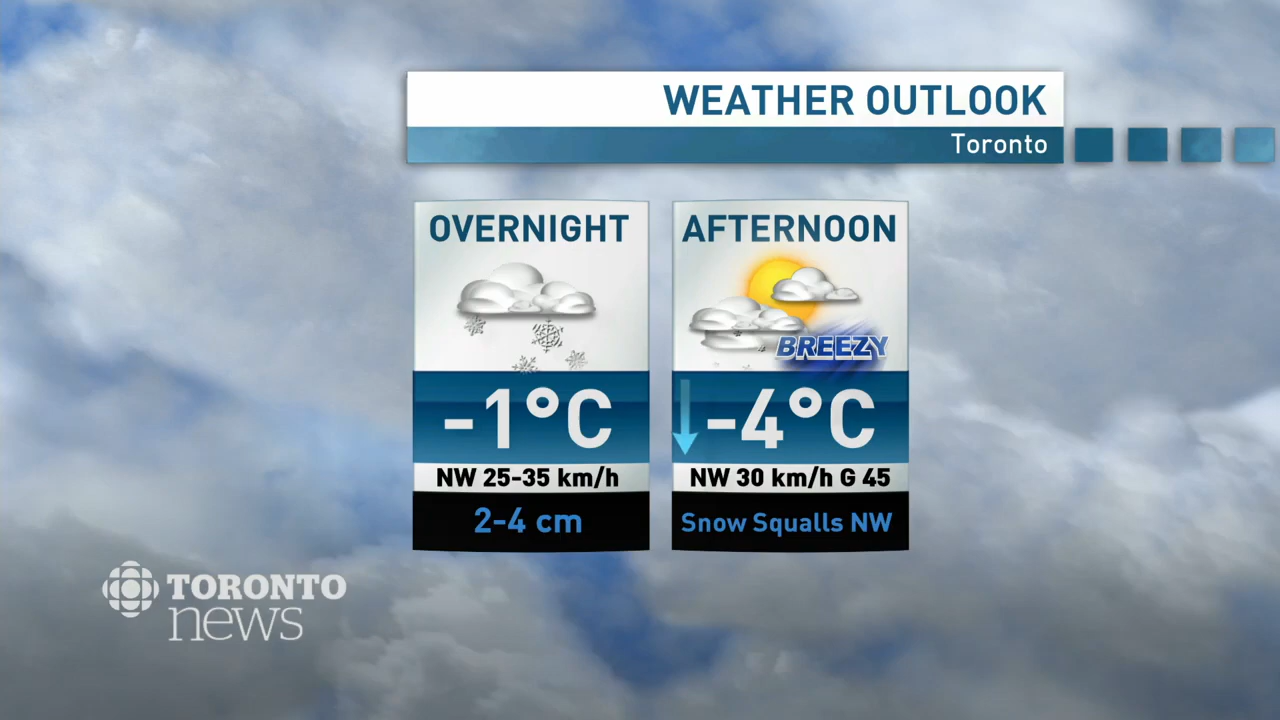 WEATHER OUTLOOK
Toronto
OVERNIGHT
-1°C
NW 25-35 km/h
2-4 cm
AFTERNOON
BREEZY
-4°C
NW 30 km/h G 45
Snow Squalls NW
TORONTO
news